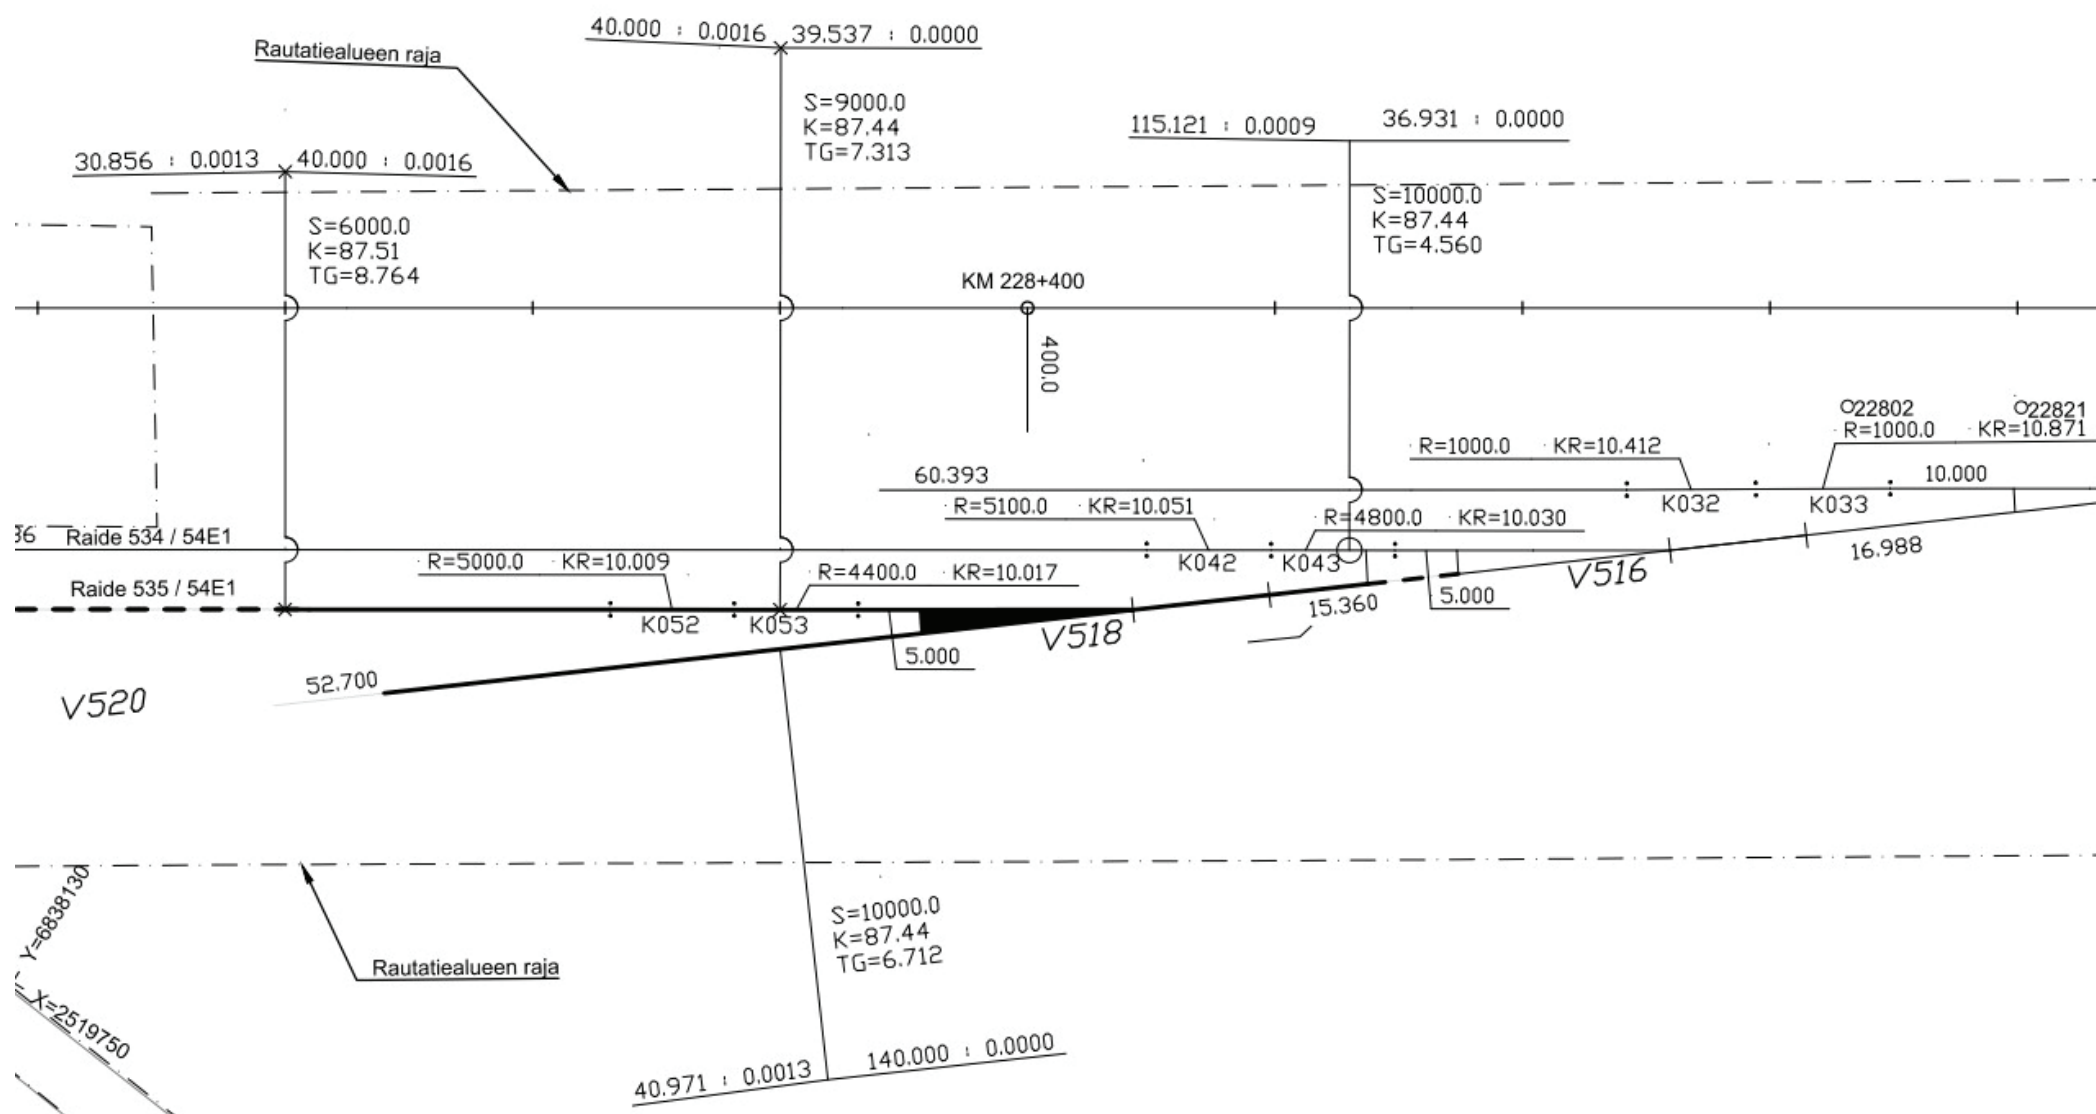 40.000 : 0.0016
39.537 : 0.0000
Rautatiealueen raja
S=9000.0
K=87.44
TG=7.313
115.121 : 0.0009
36.931 : 0.0000
30.856 : 0.0013
40.000 : 0.0016
S=10000.0
K=87.44
TG=4.560
S=6000.0
K=87.51
TG=8.764
KM 228+400
400.0
22802
22821
R=1000.0 KR=10.871
R=1000.0 KR=10.412
60.393
10.000
K032
K033
R=5100.0 KR=10.051
R=4800.0 KR=10.030
36
Raide 534 / 54E1
16.988
K042
K043
V516
R=5000.0 KR=10.009
R=4400.0 KR=10.017
Raide 535 / 54E1
15.360
5.000
K052
K053
V518
5.000
52.700
V520
Y=6838130
S=10000.0
K=87.44
TG=6.712
Rautatiealueen raja
X=2519750
40.971 : 0.0013
140.000 : 0.0000